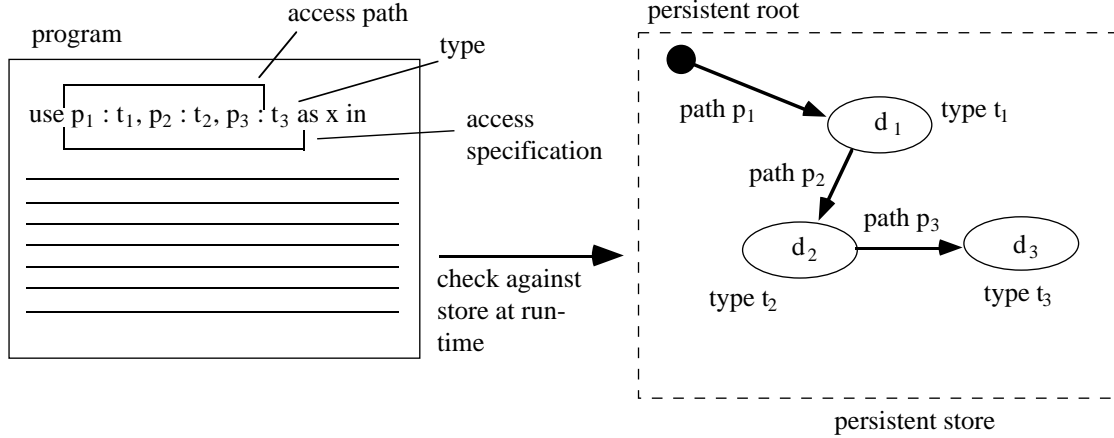 access path
program
type
use p₁ : t₁, p₂ : t₂, p₃ : t₃ as x in
access
specification
check against
store at run-
time
persistent root
path p₁
d₁
type t₁
path p₂
path p₃
d₂
d₃
type t₂
type t₃
persistent store